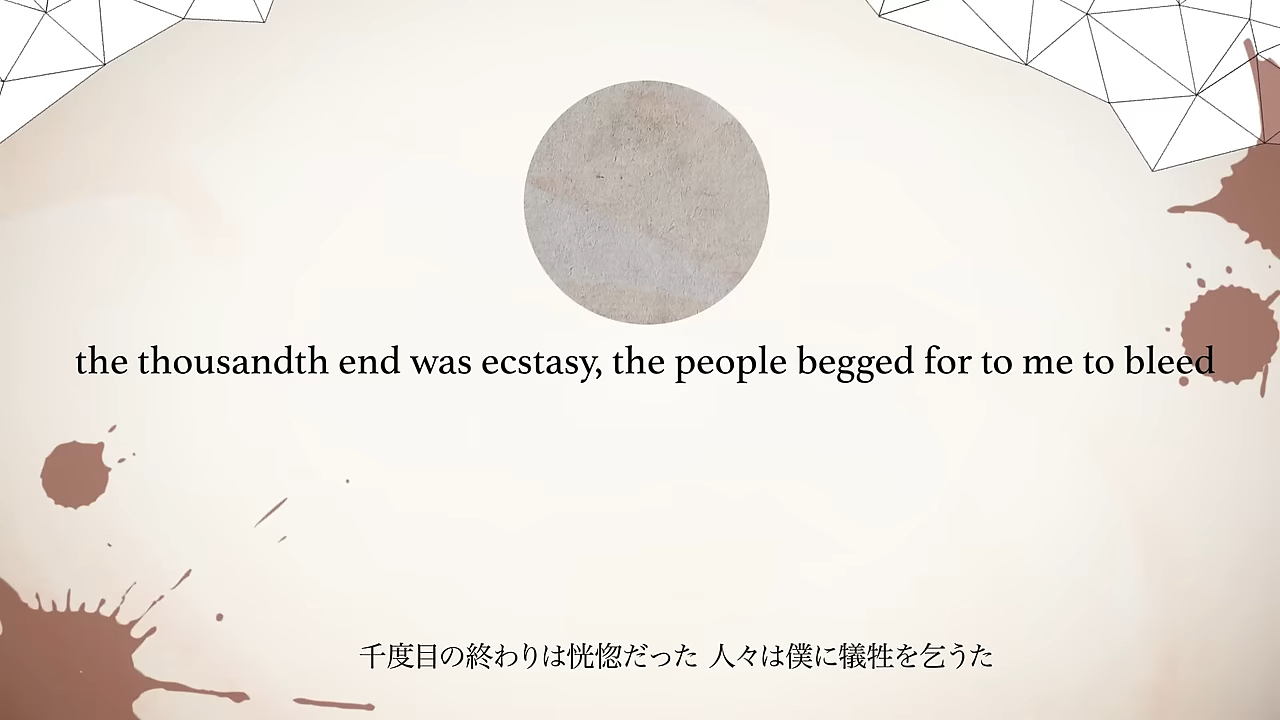 the thousandth end was ecstasy, the people begged for to me to bleed
千度目の終わりは恍惚だった 人々は僕に犠牲を乞うた